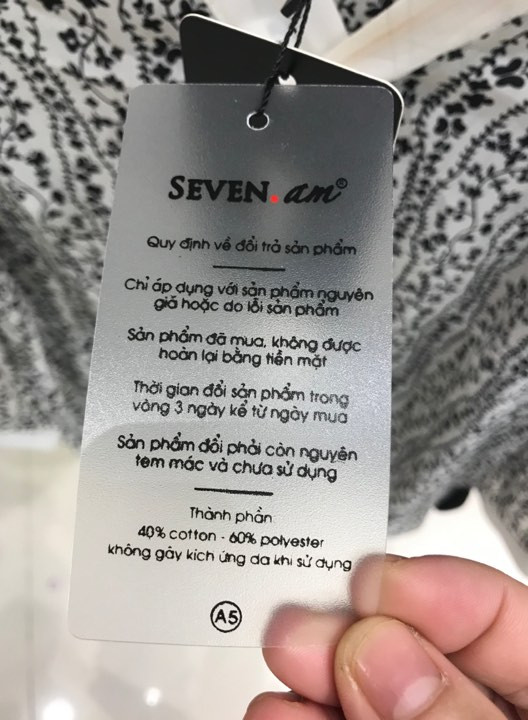 SEVEN.am®
Quy định về đổi trả sản phẩm
Chỉ áp dụng với sản phẩm nguyên
giá hoặc do lỗi sản phẩm
Sản phẩm đã mua, không được
hoàn lại bằng tiền mặt
Thời gian đổi sản phẩm trong
vòng 3 ngày kể từ ngày mua
Sản phẩm đổi phải còn nguyên
tem mác và chưa sử dụng
Thành phần
40% cotton - 60% polyester
không gây kích ứng da khi sử dụng
A5